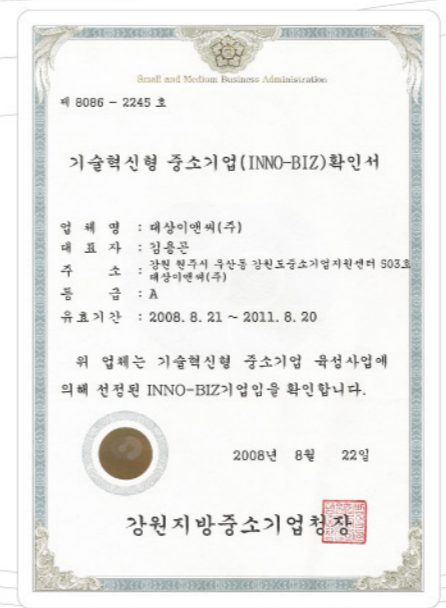 Small and Medium Business Administration
제 8086 - 2245 호
기술혁신형 중소기업(INNO-BIZ)확인서
업 체 명 : 대상이앤씨(주)
대 표 자 : 김용곤
주 소 : 강원 원주시 우산동 강원도중소기업지원센터 503호
대상이앤씨(주)
등 급 : A
유효기간 : 2008. 8. 21 ~ 2011. 8. 20
위 업체는 기술혁신형 중소기업 육성사업에
의해 선정된 INNO-BIZ기업임을 확인합니다.
2008년 8월 22일
강원지방중소기업청장